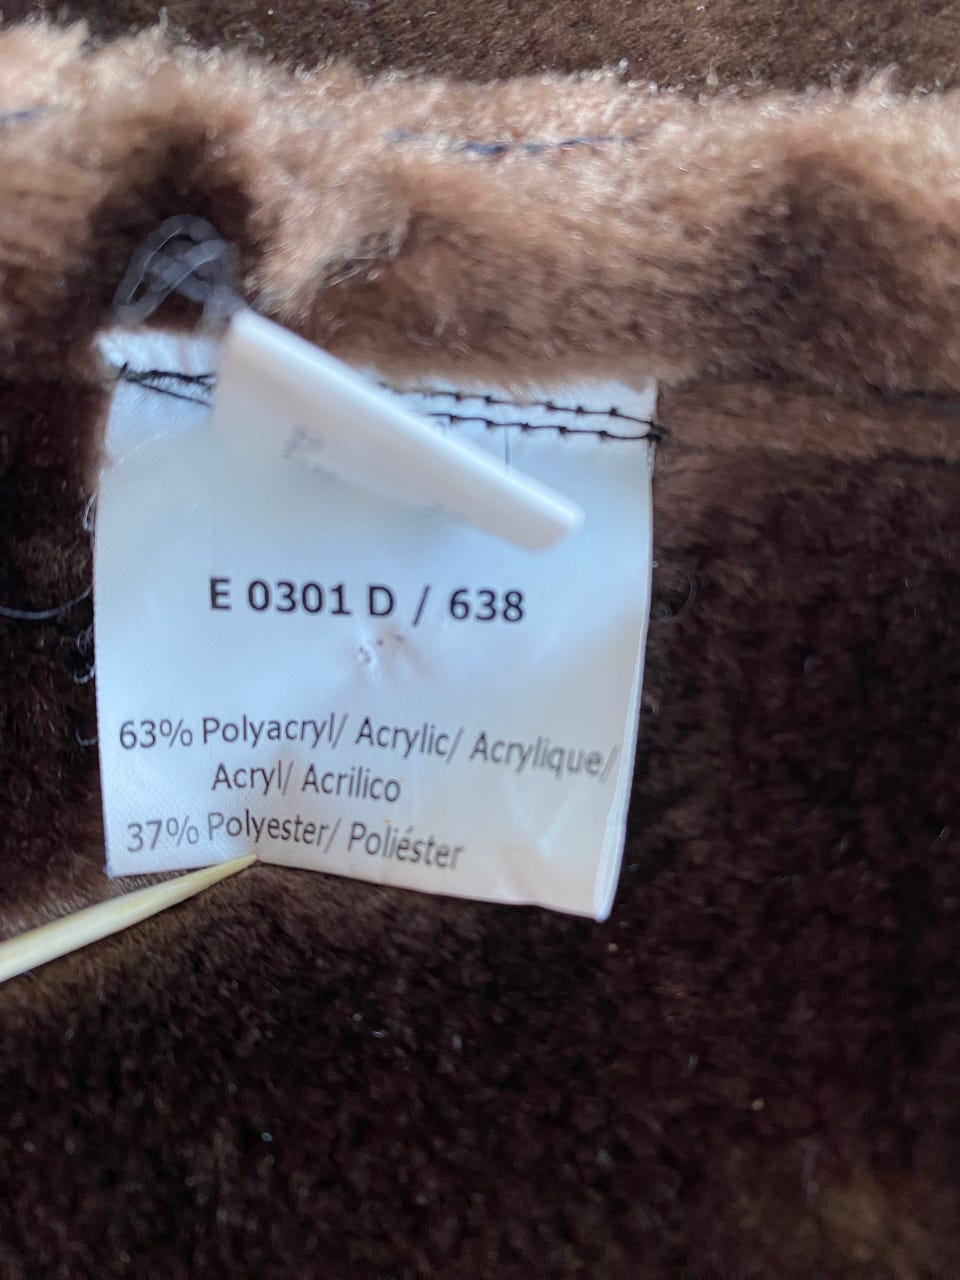 E 0301 D / 638
63% Polyacryl/ Acrylic/ Acrylique/
Acryl/ Acrilico
37% Polyester/ Poliéster